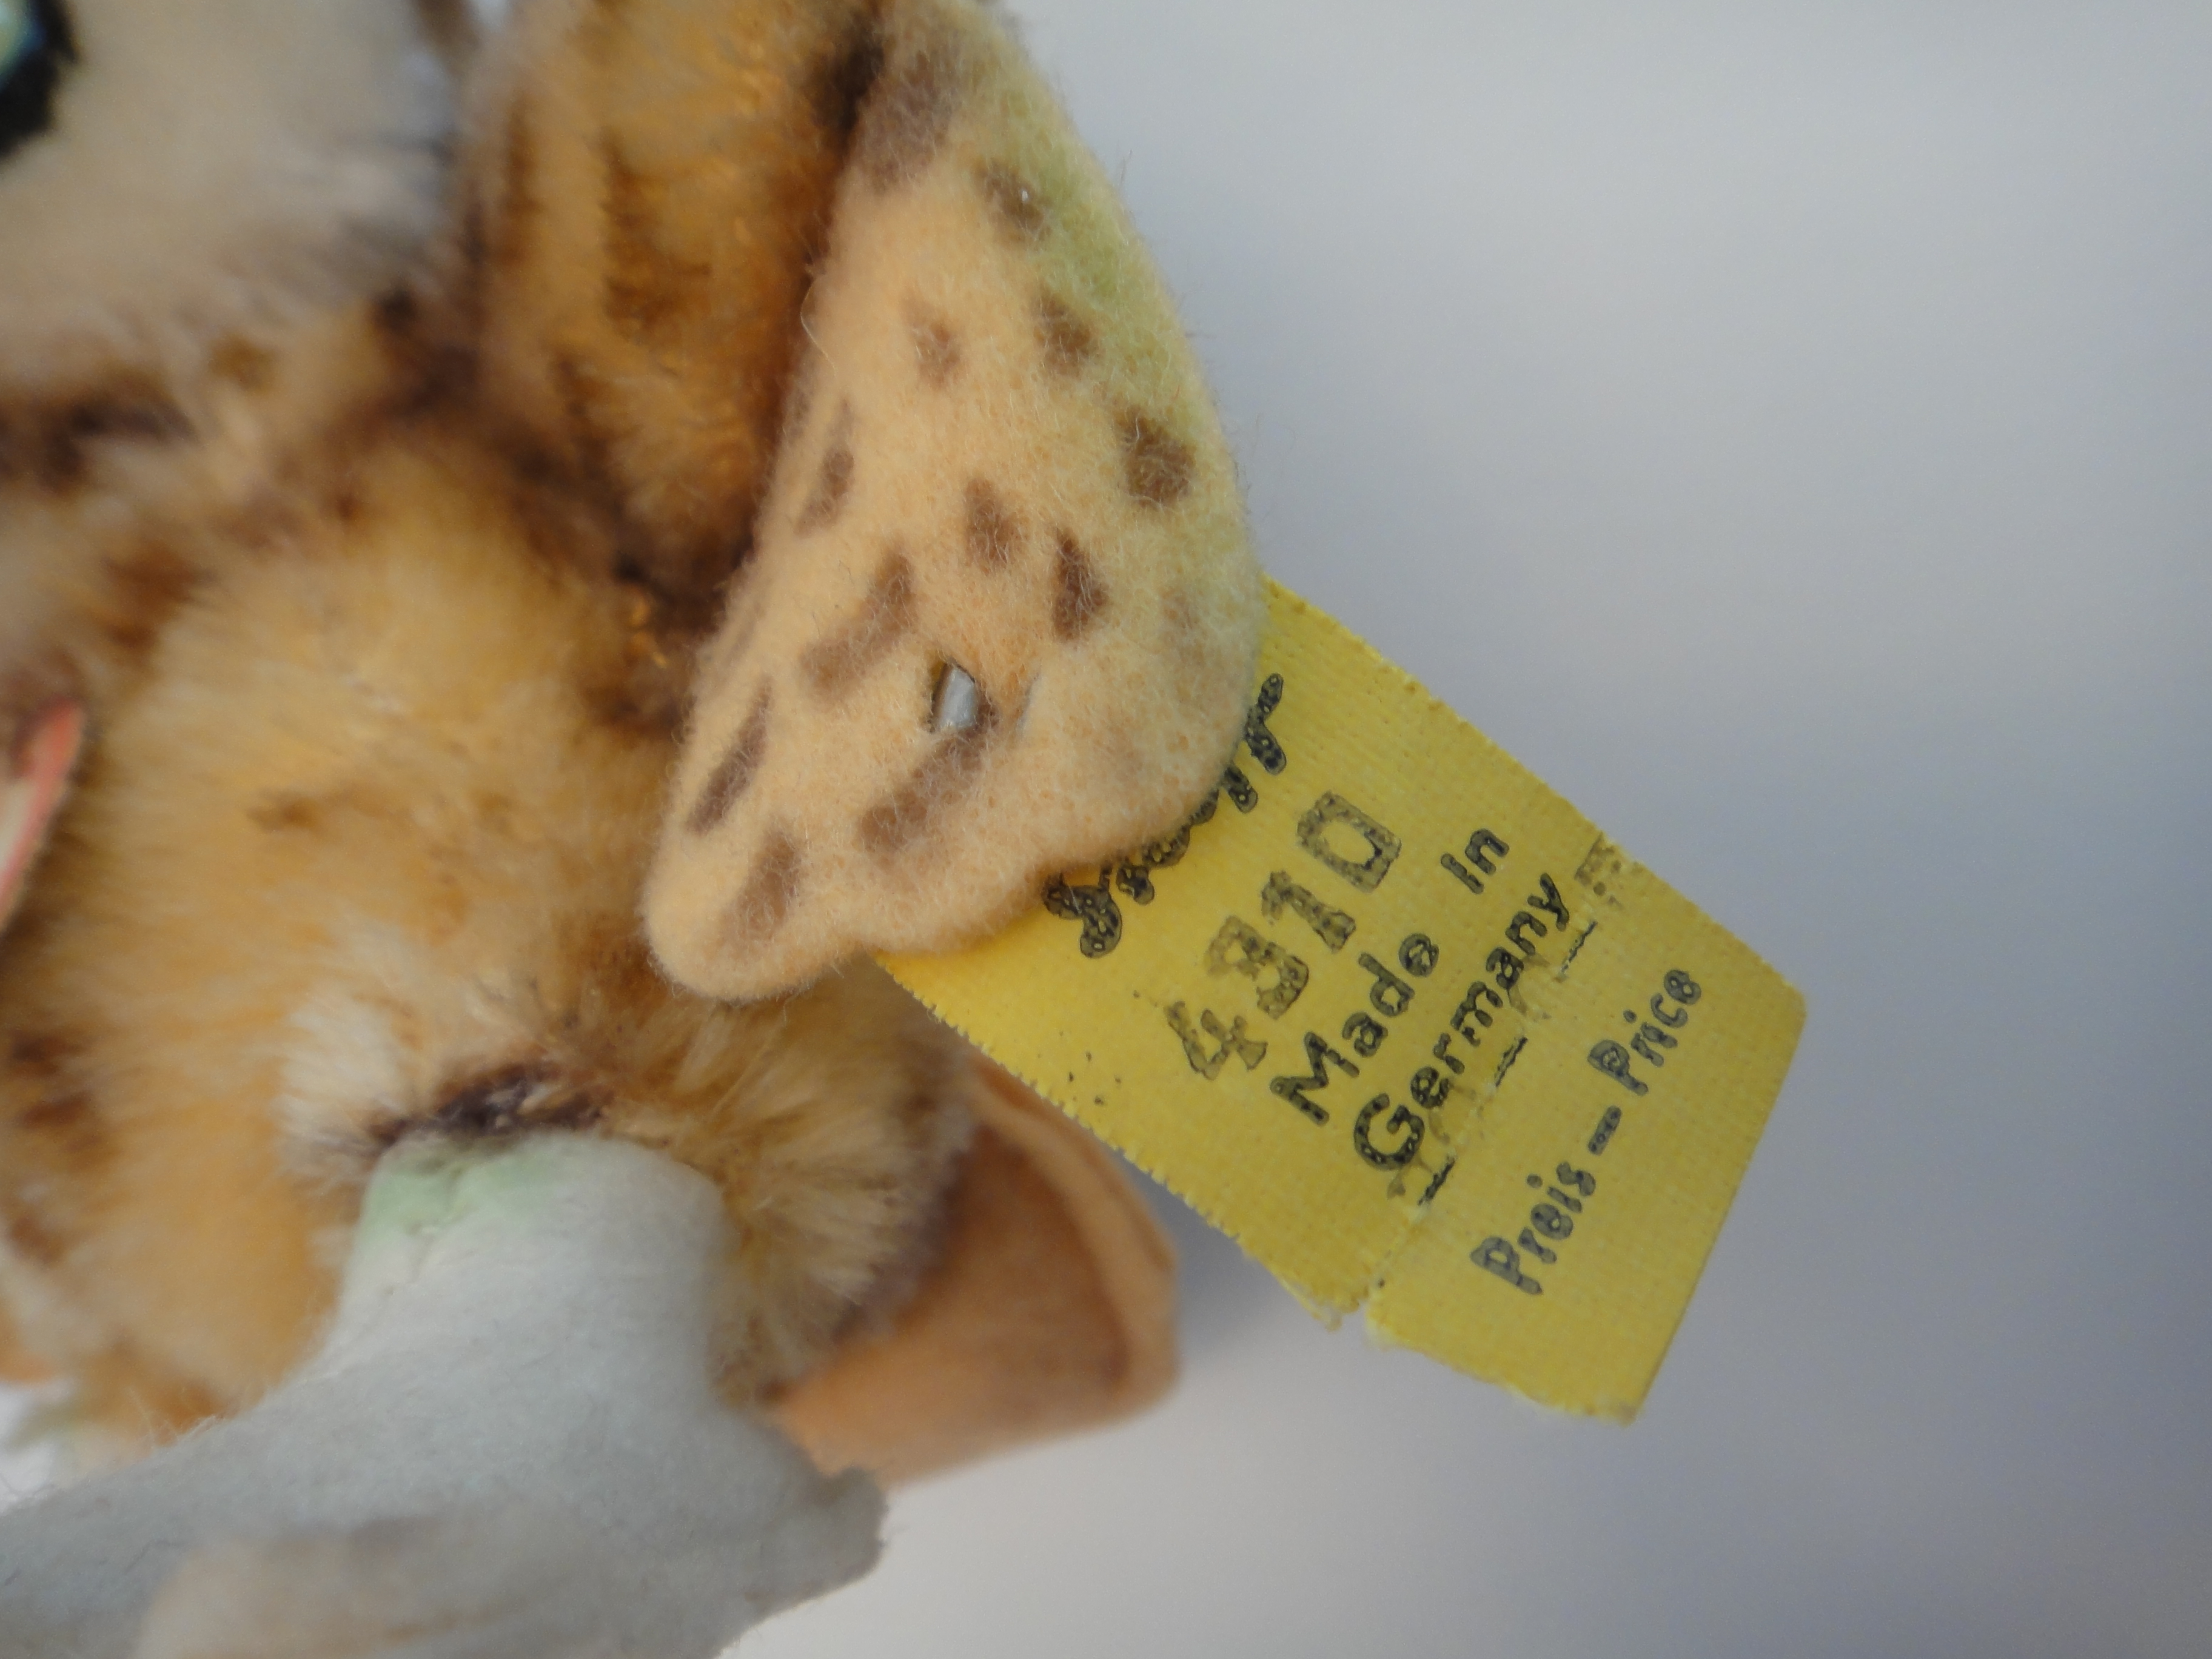 4310
Made In
Germany
Preis — Price